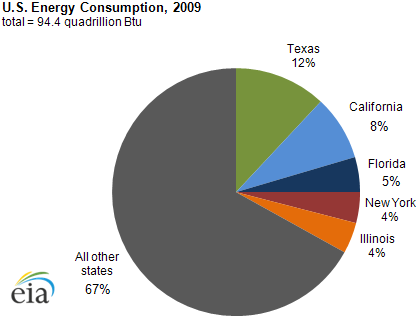 U.S. Energy Consumption, 2009
total = 94.4 quadrillion Btu
Texas
12%
California
8%
Florida
5%
New York
4%
Illinois
4%
All other
states
67%
eia